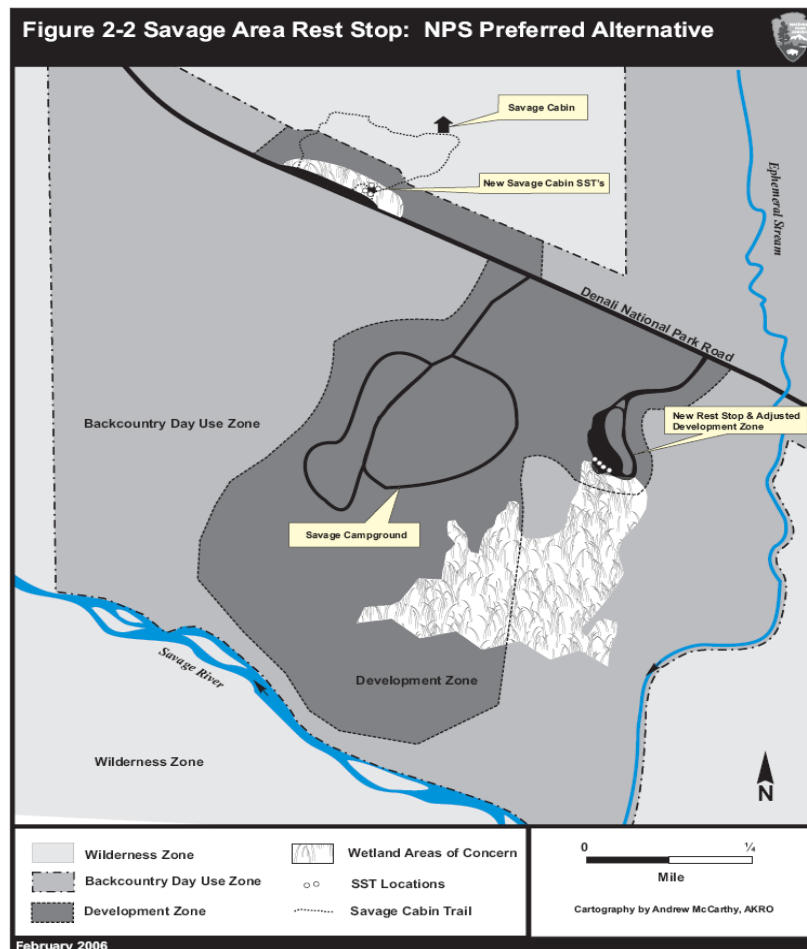 Figure 2-2 Savage Area Rest Stop: NPS Preferred Alternative
Savage Cabin
New Savage Cabin SST's
Ephemeral Stream
Denali National Park Road
Backcountry Day Use Zone
New Rest Stop & Adjusted
Development Zone
Savage Campground
Savage River
Development Zone
Wilderness Zone
N
Wilderness Zone
Backcountry Day Use Zone
Development Zone
Wetland Areas of Concern
SST Locations
Savage Cabin Trail
0 ¼
Mile
Cartography by Andrew McCarthy, AKRO
February 2006